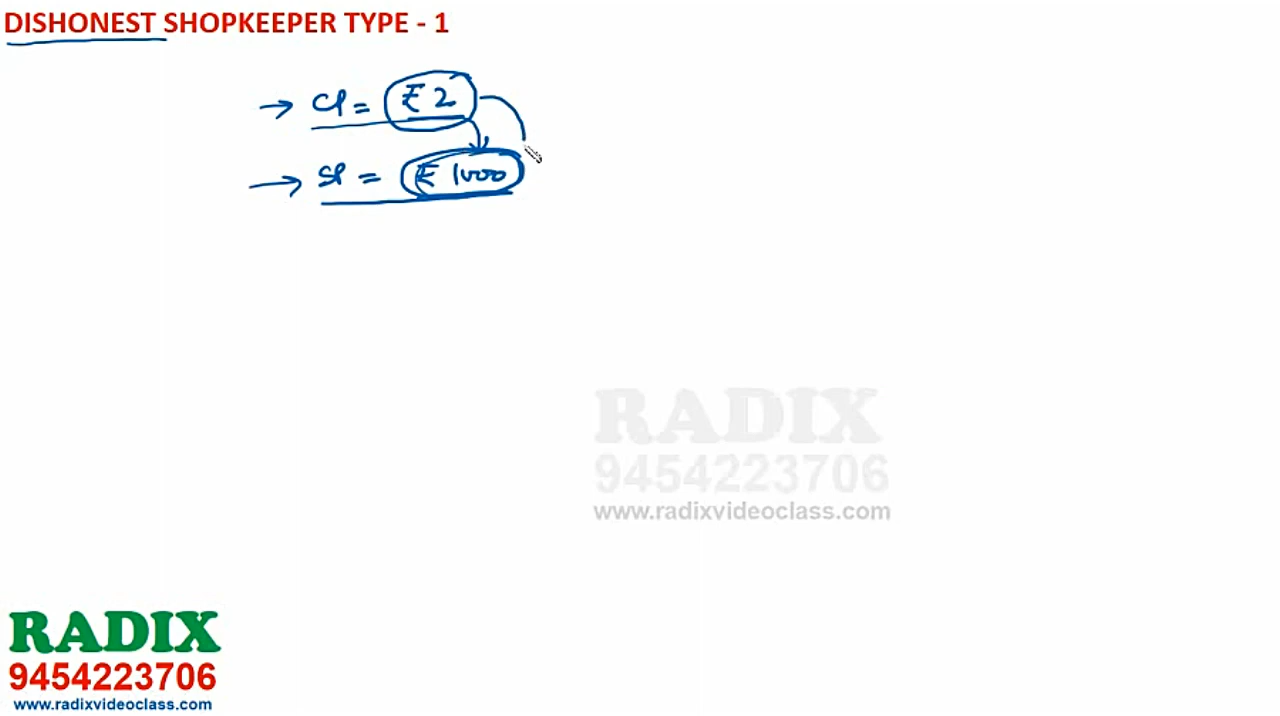 DISHONEST SHOPKEEPER TYPE - 1
→ CP = ₹ 2
→ SP = ₹ 1000
RADIX
9454223706
www.radixvideoclass.com
RADIX
9454223706
www.radixvideoclass.com